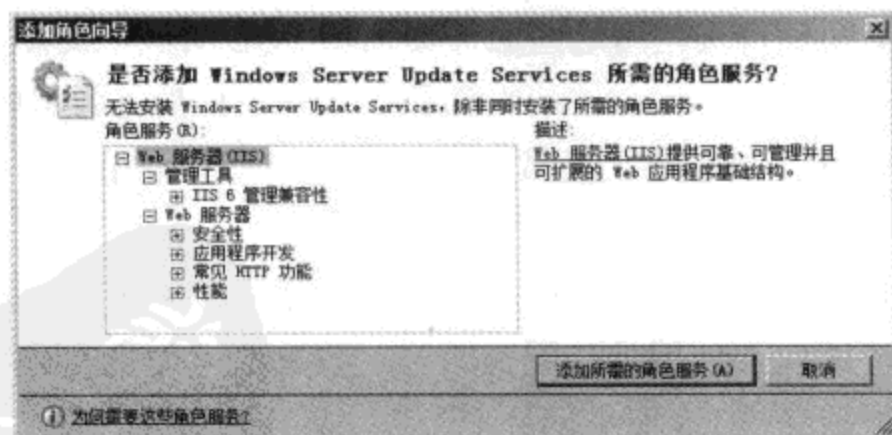 添加角色向导
是否添加 Windows Server Update Services 所需的角色服务?
无法安装 Windows Server Update Services，除非同时安装了所需的角色服务。
角色服务(R):
Web 服务器(IIS)
管理工具
IIS 6 管理兼容性
Web 服务器
安全性
应用程序开发
常见 HTTP 功能
性能
描述:
Web 服务器(IIS)提供可靠、可管理并且
可扩展的 Web 应用程序基础结构。
添加所需的角色服务(A)
取消
为何需要这些角色服务?